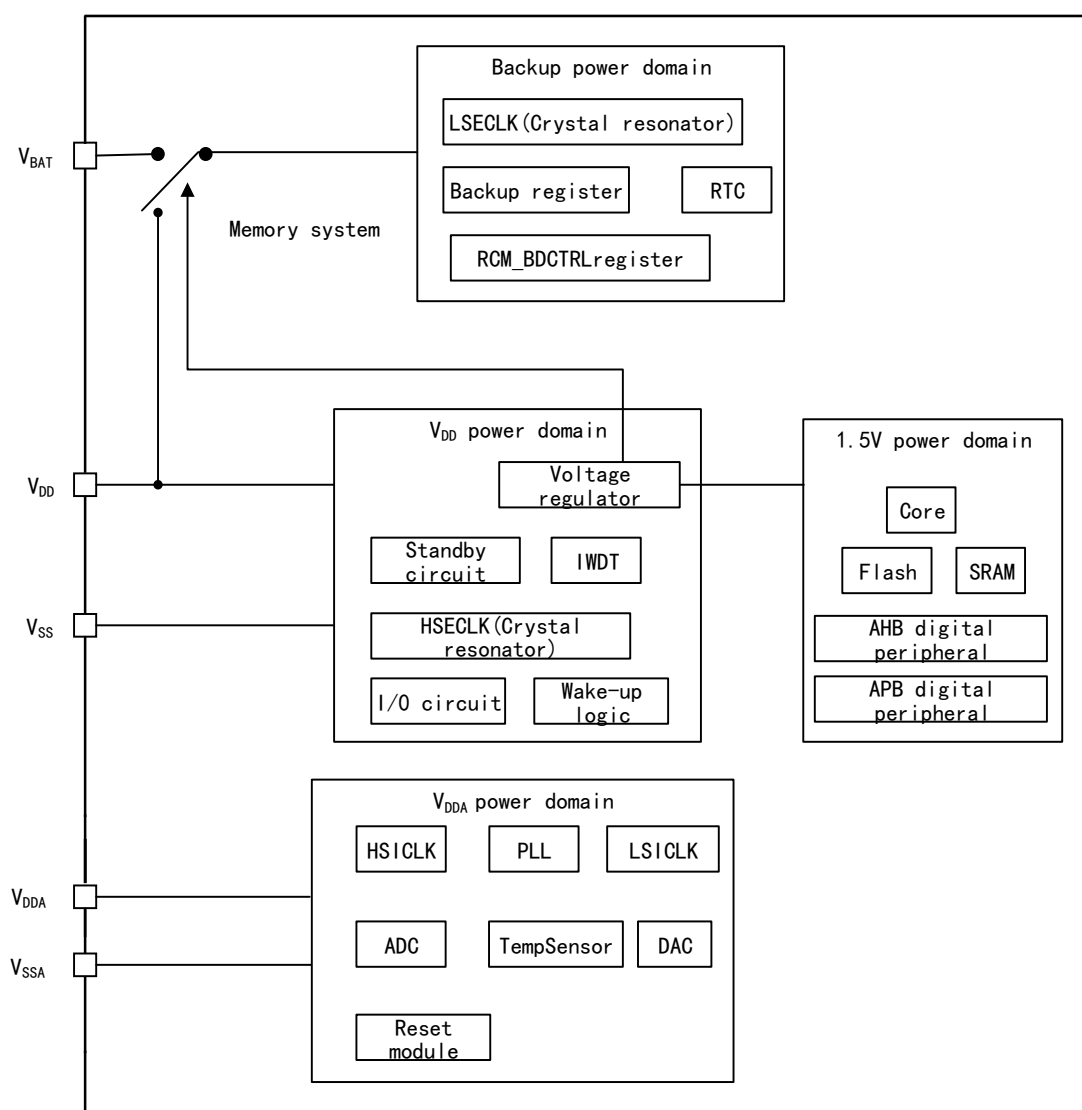 Backup power domain
LSECLK(Crystal resonator)
VBAT
Backup register
RTC
Memory system
RCM_BDCTRLregister
VDD power domain
1.5V power domain
Voltage
regulator
VDD
Core
Standby
circuit
IWDT
Flash
SRAM
VSS
HSECLK(Crystal
resonator)
AHB digital
peripheral
I/O circuit
Wake-up
logic
APB digital
peripheral
VDDA power domain
HSICLK
PLL
LSICLK
VDDA
ADC
TempSensor
DAC
VSSA
Reset
module